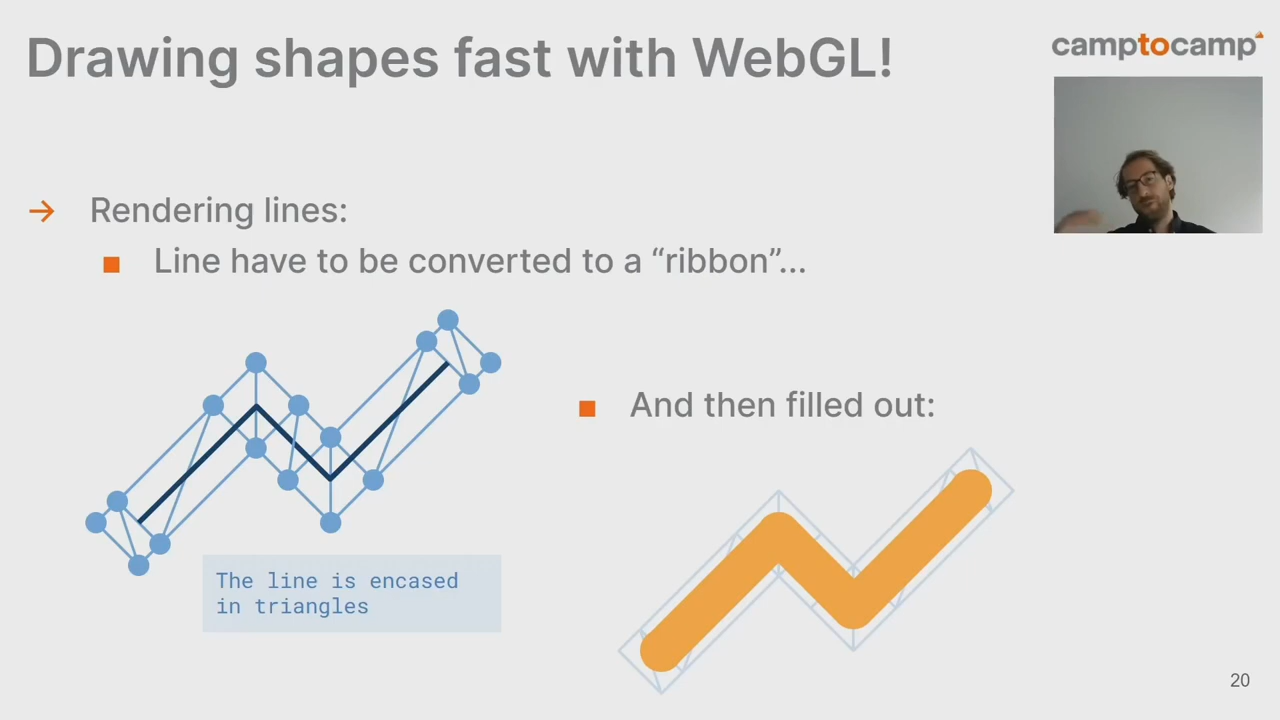 Drawing shapes fast with WebGL!
camptocamp
→ Rendering lines:
■ Line have to be converted to a “ribbon”...
■ And then filled out:
The line is encased
in triangles
20